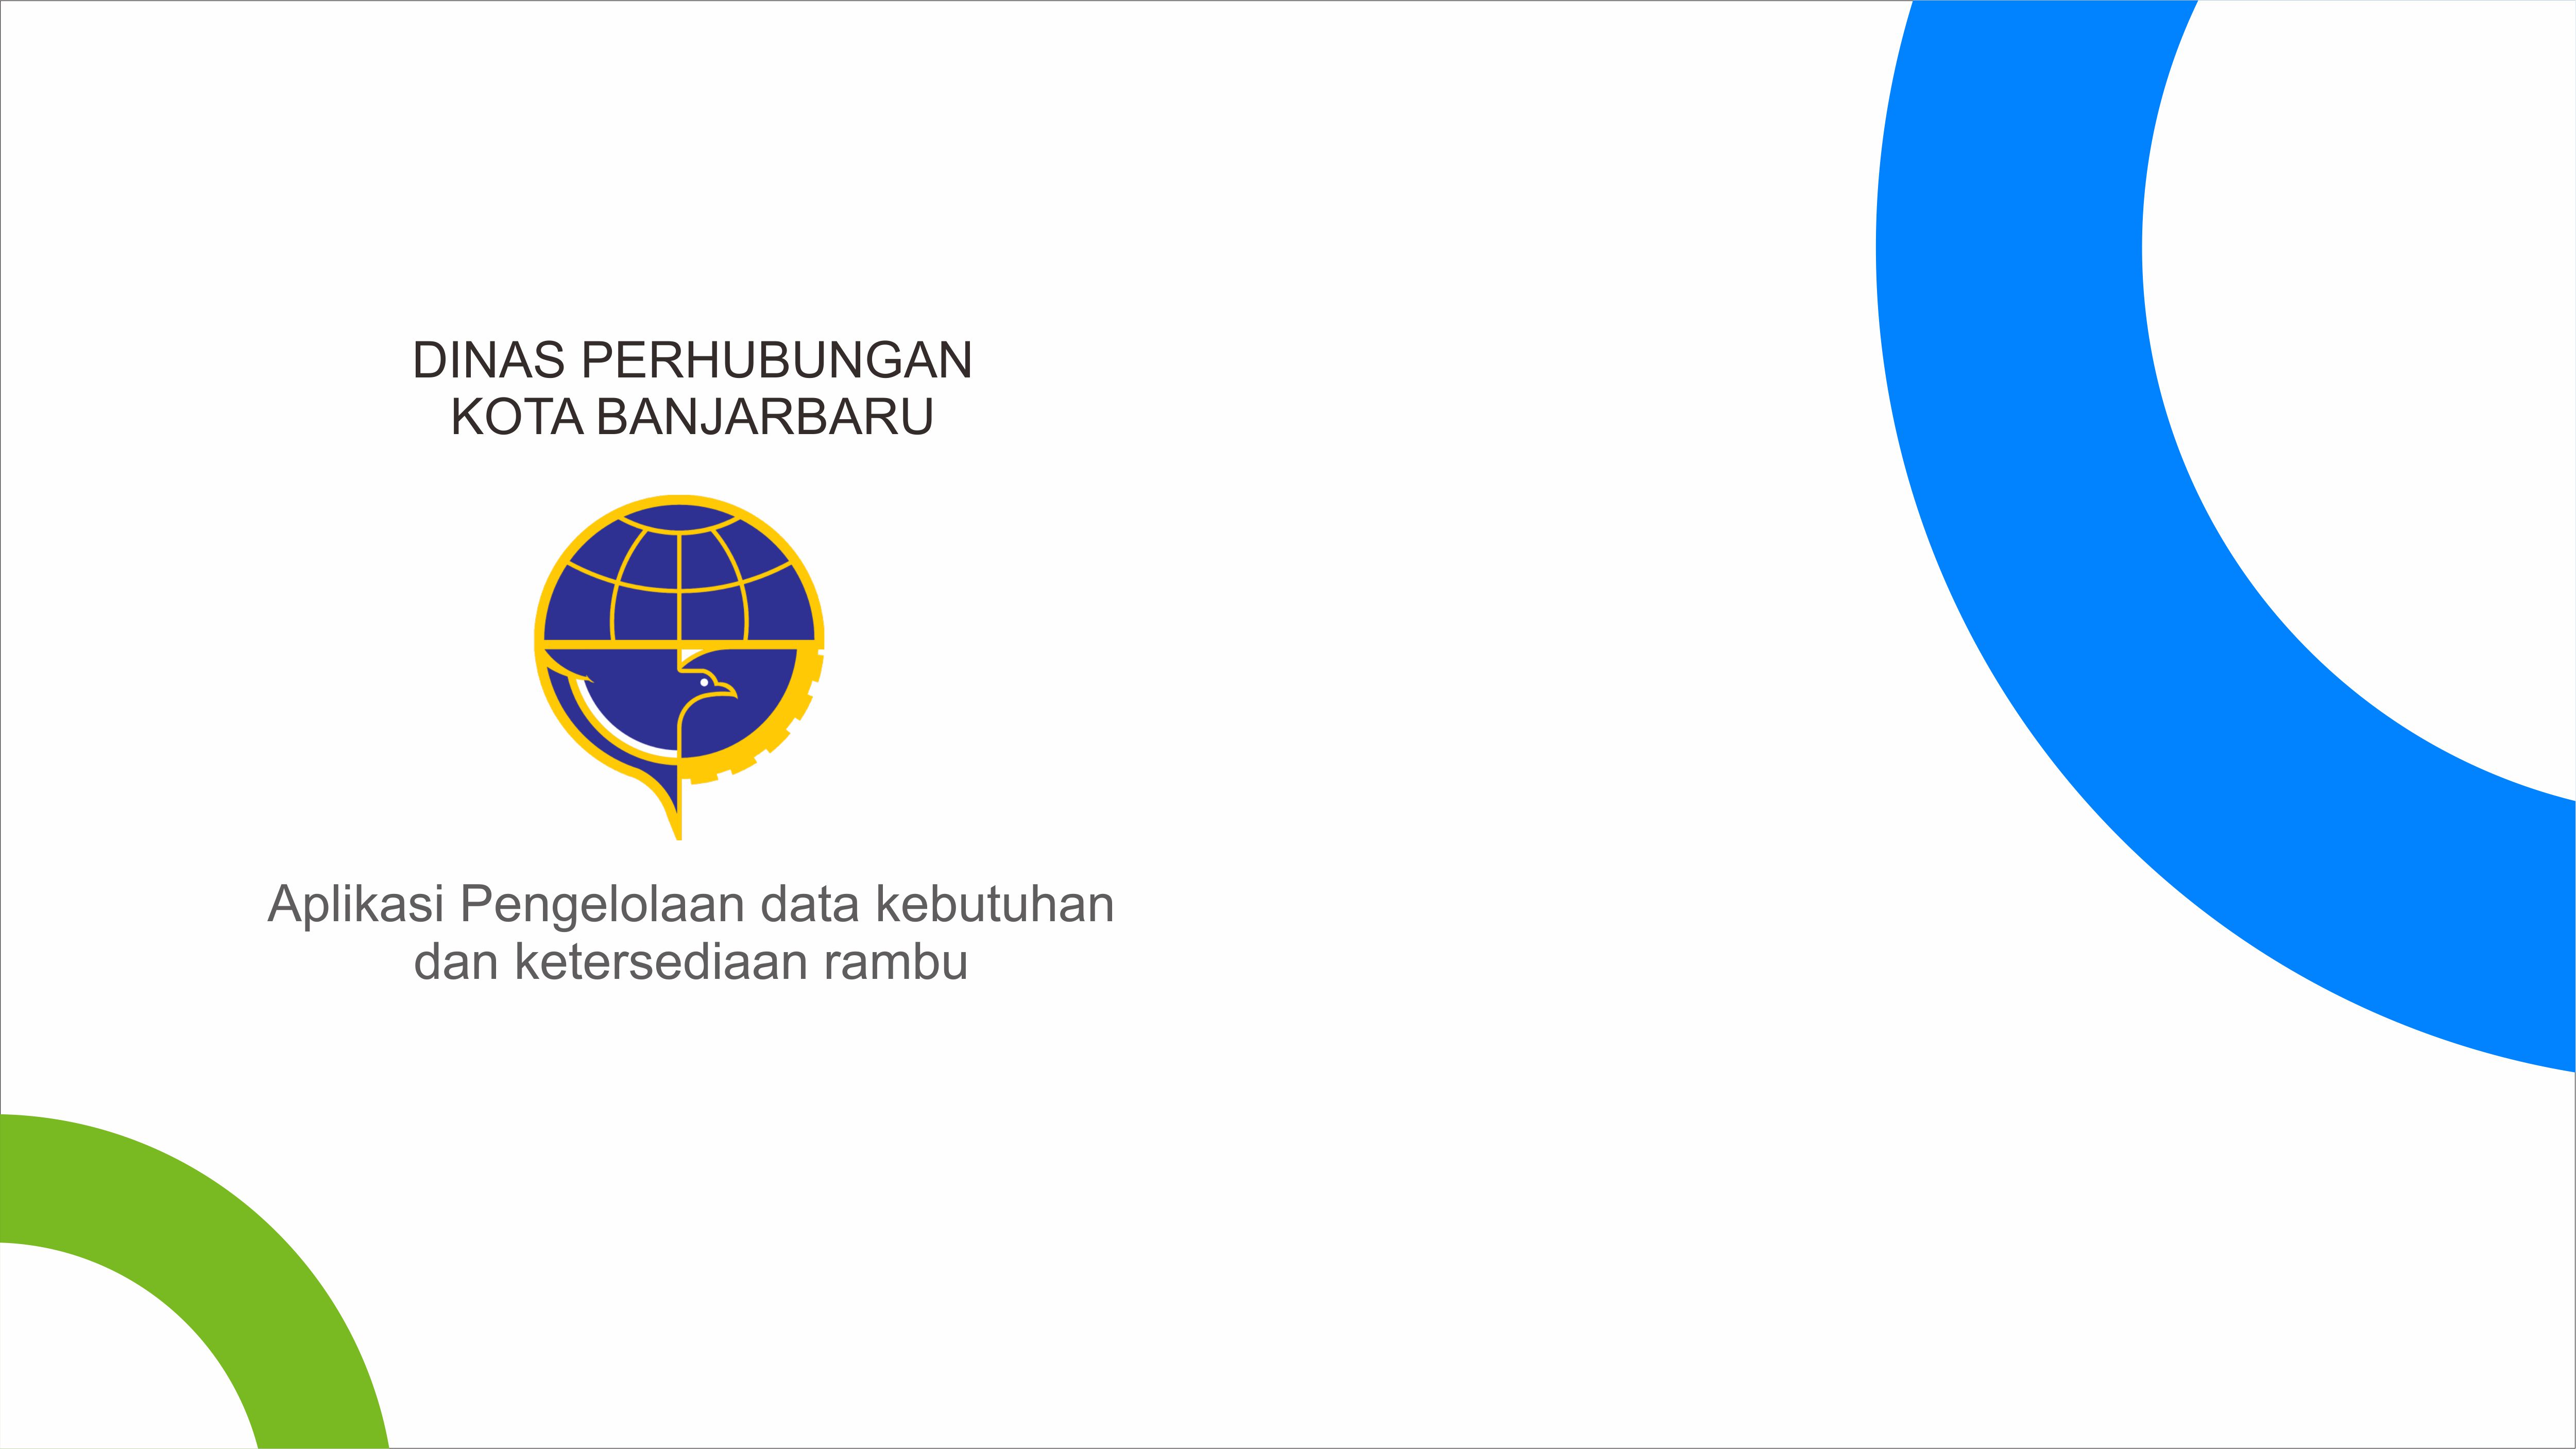 DINAS PERHUBUNGAN
KOTA BANJARBARU
Aplikasi Pengelolaan data kebutuhan
dan ketersediaan rambu